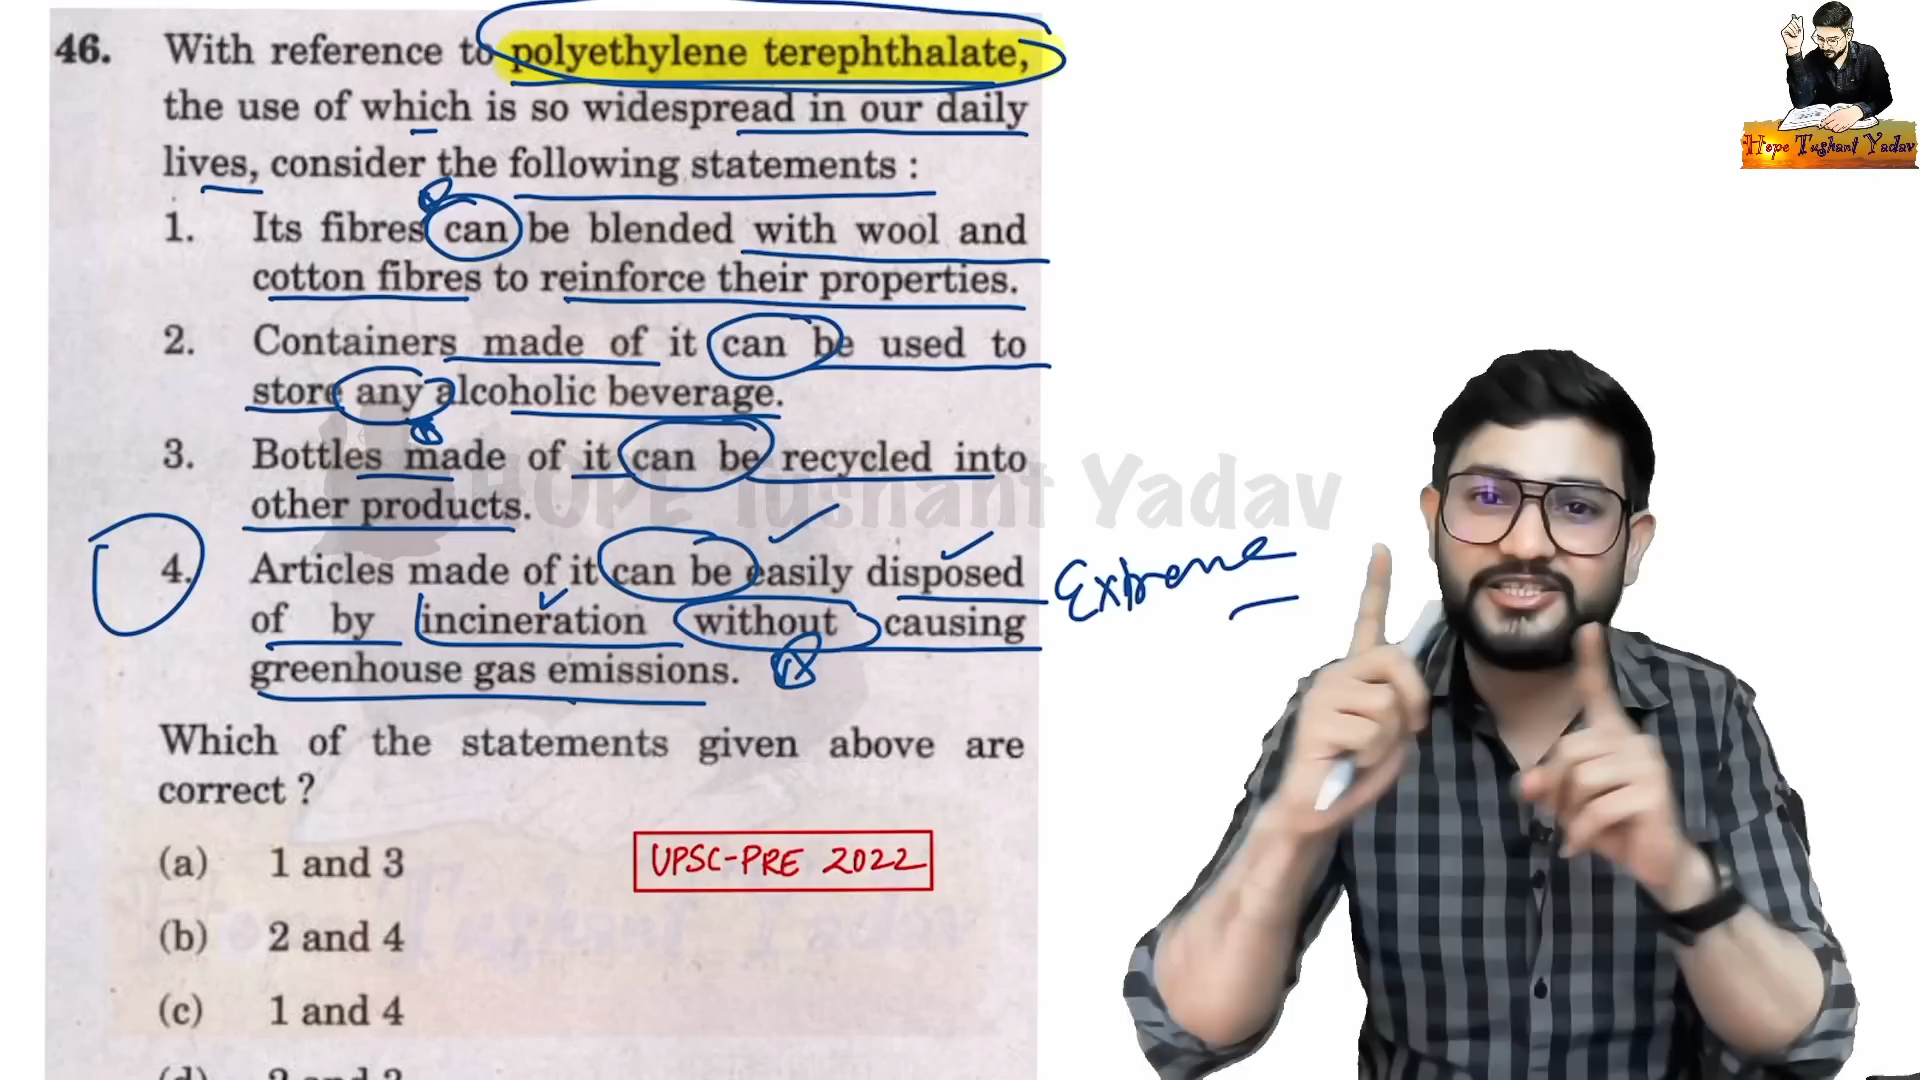 46. With reference to polyethylene terephthalate,
the use of which is so widespread in our daily
lives, consider the following statements :
1. Its fibres can be blended with wool and
cotton fibres to reinforce their properties.
2. Containers made of it can be used to
store any alcoholic beverage.
3. Bottles made of it can be recycled into
other products.
4. Articles made of it can be easily disposed
of by incineration without causing
greenhouse gas emissions.
Extreme
Which of the statements given above are
correct ?
(a) 1 and 3
(b) 2 and 4
(c) 1 and 4
UPSC-PRE 2022
HOPE Tushant Yadav
Hope Tushant Yadav